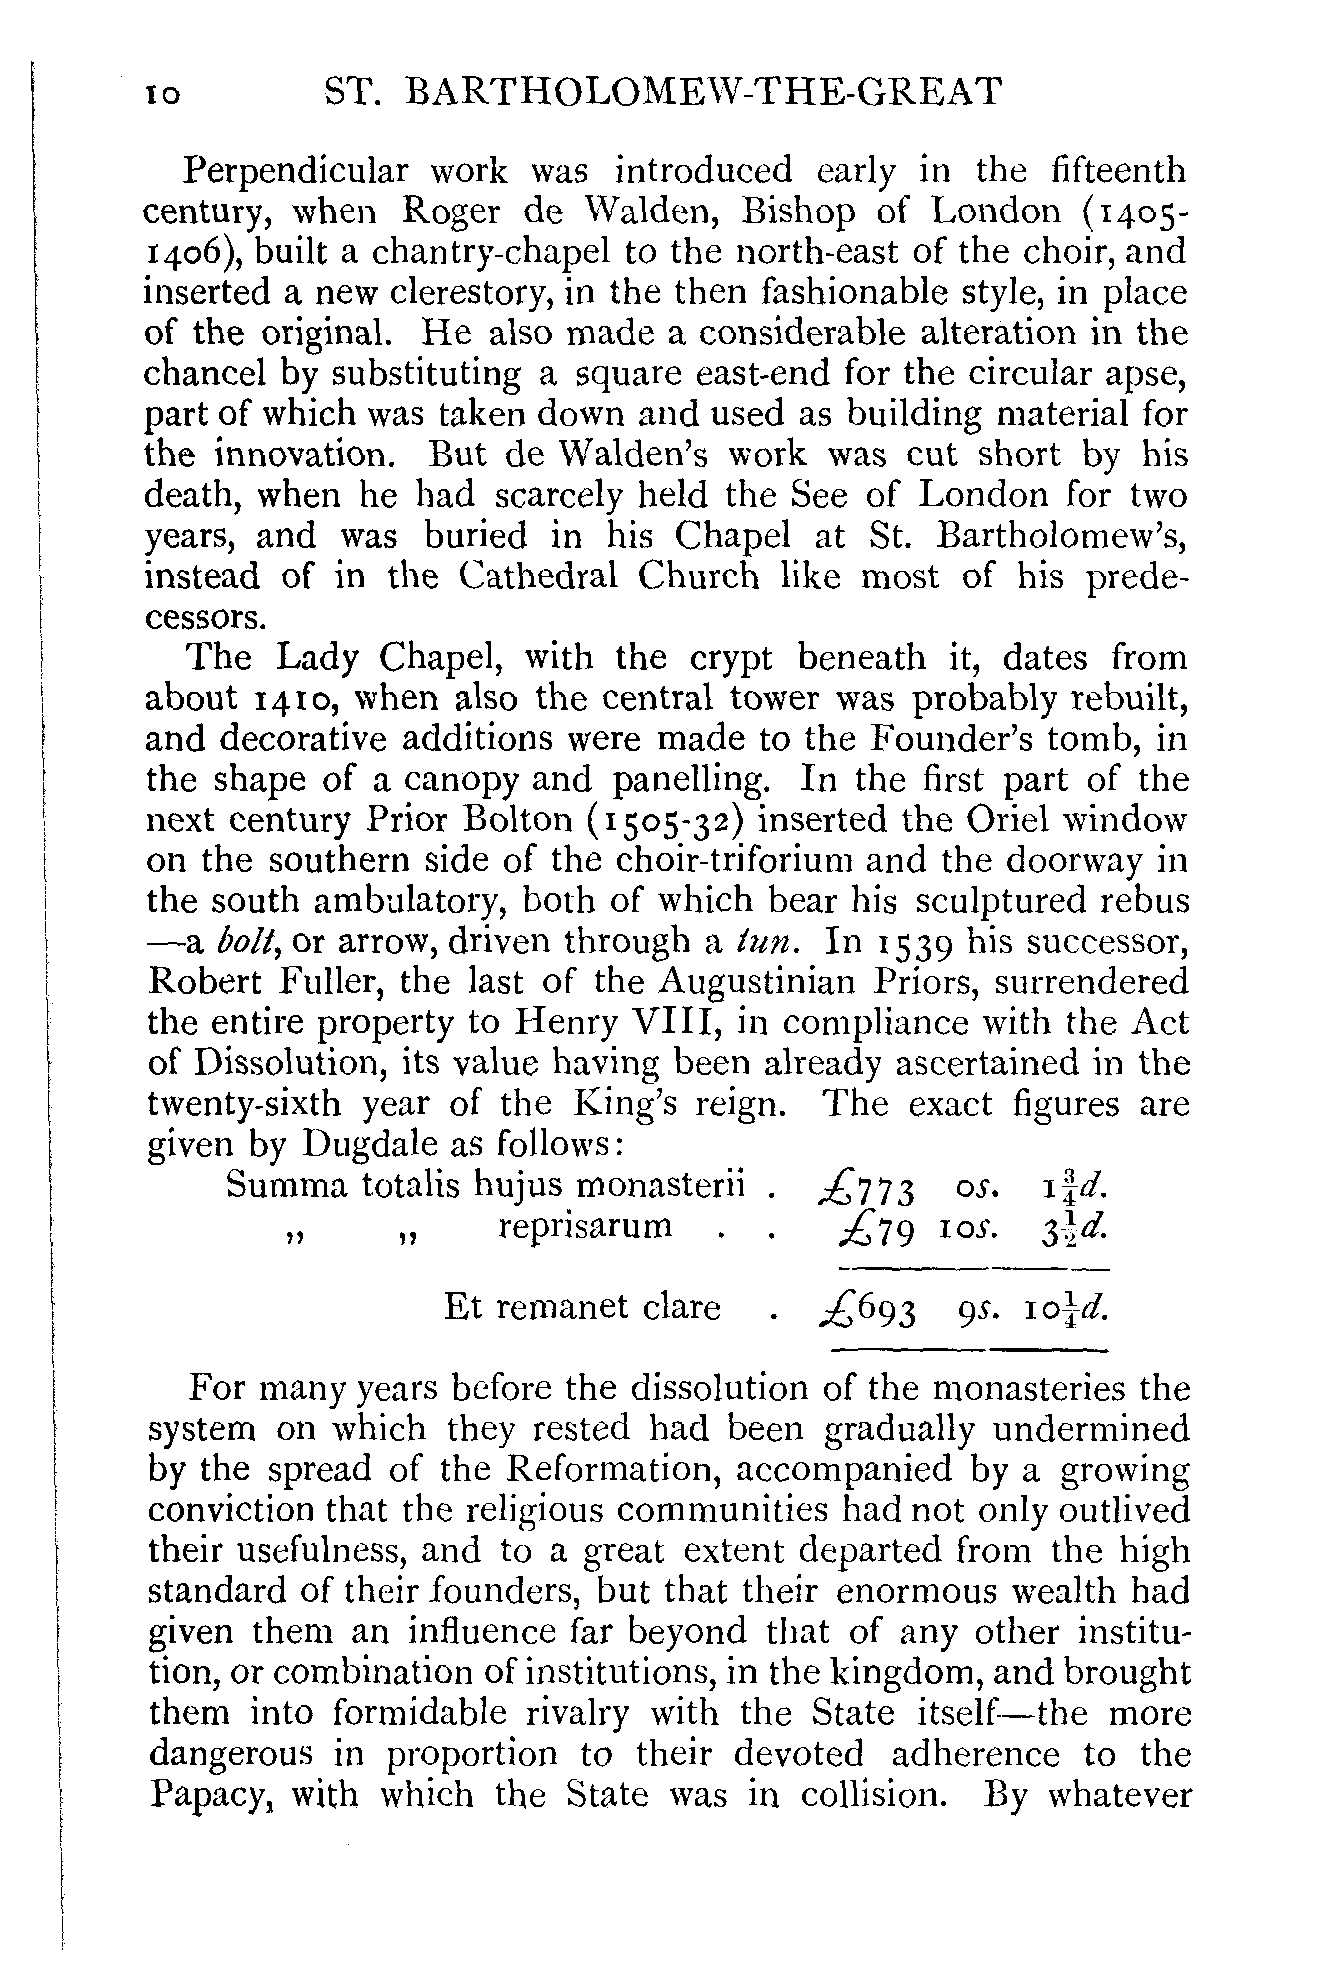 10 ST. BARTHOLOMEW-THE-GREAT
Perpendicular work was introduced early in the fifteenth
century, when Roger de Walden, Bishop of London (1405-
1406), built a chantry-chapel to the north-east of the choir, and
inserted a new clerestory, in the then fashionable style, in place
of the original. He also made a considerable alteration in the
chancel by substituting a square east-end for the circular apse,
part of which was taken down and used as building material for
the innovation. But de Walden's work was cut short by his
death, when he had scarcely held the See of London for two
years, and was buried in his Chapel at St. Bartholomew's,
instead of in the Cathedral Church like most of his prede-
cessors.
The Lady Chapel, with the crypt beneath it, dates from
about 1410, when also the central tower was probably rebuilt,
and decorative additions were made to the Founder's tomb, in
the shape of a canopy and panelling. In the first part of the
next century Prior Bolton (1505-32) inserted the Oriel window
on the southern side of the choir-triforium and the doorway in
the south ambulatory, both of which bear his sculptured rebus
—a bolt, or arrow, driven through a tun. In 1539 his successor,
Robert Fuller, the last of the Augustinian Priors, surrendered
the entire property to Henry VIII, in compliance with the Act
of Dissolution, its value having been already ascertained in the
twenty-sixth year of the King's reign. The exact figures are
given by Dugdale as follows:
Summa totalis hujus monasterii . £773 0s. 1¾d.
„ „ reprisarum . . £79 10s. 3½d.
Et remanet clare . £693 9s. 10¼d.
For many years before the dissolution of the monasteries the
system on which they rested had been gradually undermined
by the spread of the Reformation, accompanied by a growing
conviction that the religious communities had not only outlived
their usefulness, and to a great extent departed from the high
standard of their founders, but that their enormous wealth had
given them an influence far beyond that of any other institu-
tion, or combination of institutions, in the kingdom, and brought
them into formidable rivalry with the State itself—the more
dangerous in proportion to their devoted adherence to the
Papacy, with which the State was in collision. By whatever